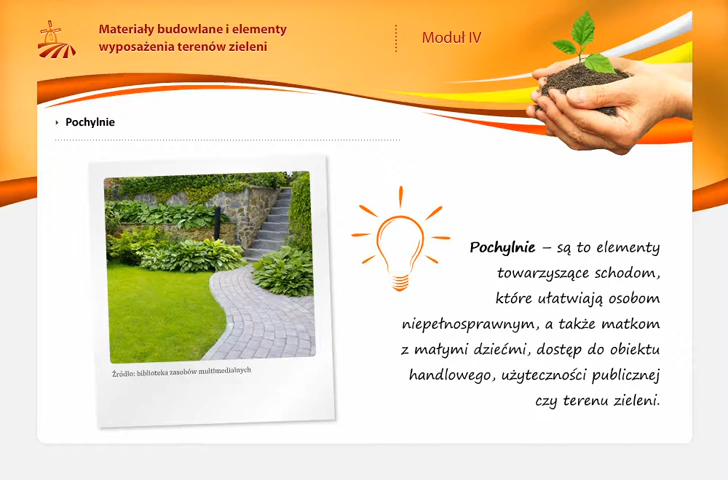 Materiały budowlane i elementy
wyposażenia terenów zieleni
Moduł IV
Pochylnie
Źródło: biblioteka zasobów multimedialnych
Pochylnie – są to elementy
towarzyszące schodom,
które ułatwiają osobom
niepełnosprawnym, a także matkom
z małymi dziećmi, dostęp do obiektu
handlowego, użyteczności publicznej
czy terenu zieleni.